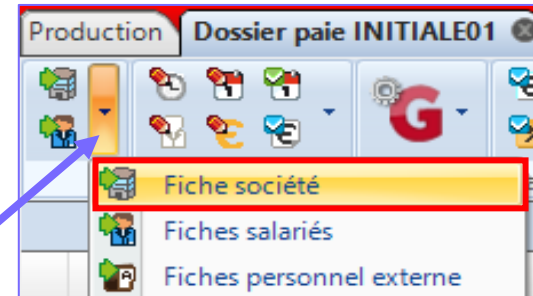 Production Dossier paie INITIALE01
G
Fiche société
Fiches salariés
Fiches personnel externe